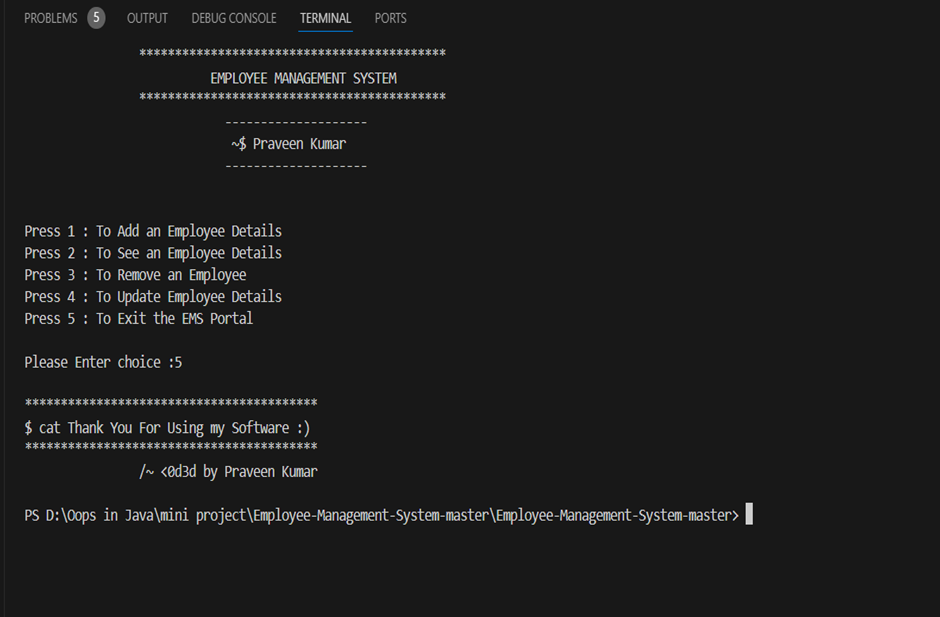 PROBLEMS 5 OUTPUT DEBUG CONSOLE TERMINAL PORTS
*******************************************
EMPLOYEE MANAGEMENT SYSTEM
*******************************************
--------------------
~$ Praveen Kumar
--------------------
Press 1 : To Add an Employee Details
Press 2 : To See an Employee Details
Press 3 : To Remove an Employee
Press 4 : To Update Employee Details
Press 5 : To Exit the EMS Portal
Please Enter choice :5
*****************************************
$ cat Thank You For Using my Software :)
*****************************************
/~ <0d3d by Praveen Kumar
PS D:\Oops in Java\mini project\Employee-Management-System-master\Employee-Management-System-master>